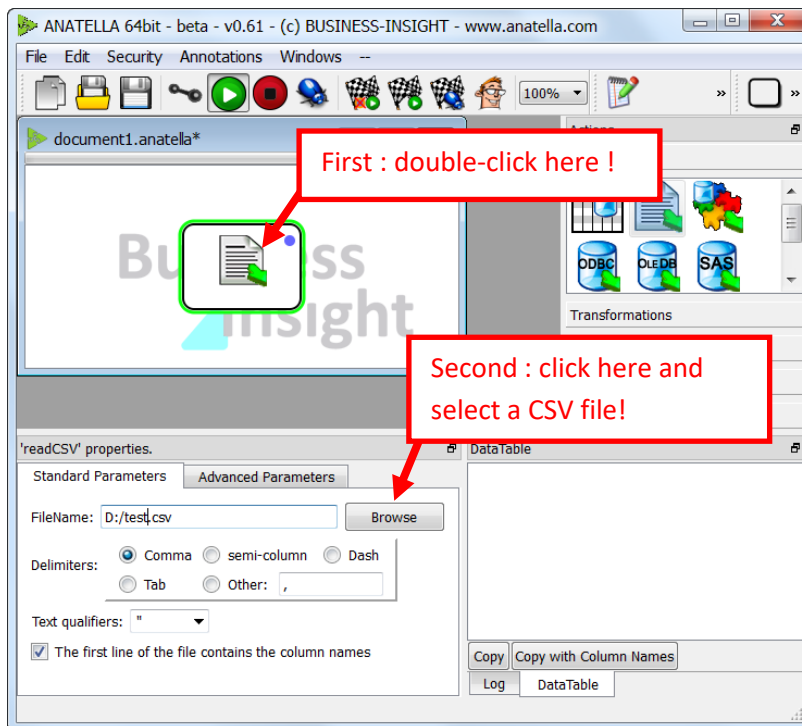 ANATELLA 64bit - beta - v0.61 - (c) BUSINESS-INSIGHT - www.anatella.com
File Edit Security Annotations Windows --
100% » »
document1.anatella*
First : double-click here !
ODBC OLE DB SAS
Transformations
Second : click here and
select a CSV file!
'readCSV' properties.
DataTable
Standard Parameters Advanced Parameters
FileName: D:/test.csv Browse
Delimiters: Comma semi-column Dash
Tab Other: ,
Text qualifiers: "
The first line of the file contains the column names
Copy Copy with Column Names
Log DataTable